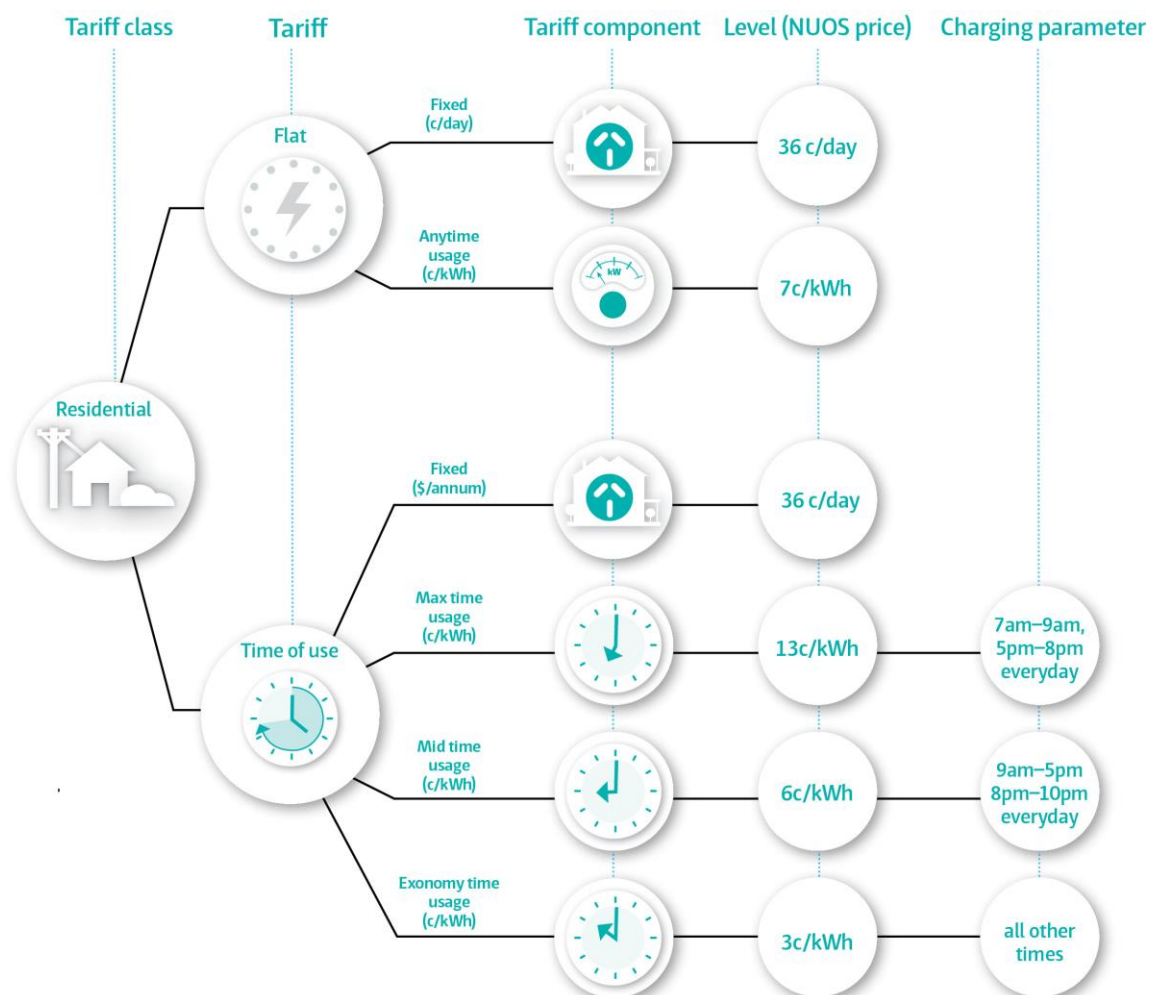 Tariff class
Tariff
Tariff component
Level (NUOS price)
Charging parameter
Fixed
(c/day)
36 c/day
Flat
Anytime
usage
(c/kWh)
kW
7c/kWh
Residential
Fixed
($/annum)
36 c/day
Max time
usage
(c/kWh)
13c/kWh
7am–9am,
5pm–8pm
everyday
Time of use
Mid time
usage
(c/kWh)
6c/kWh
9am–5pm
8pm–10pm
everyday
Exonomy time
usage
(c/kWh)
3c/kWh
all other
times